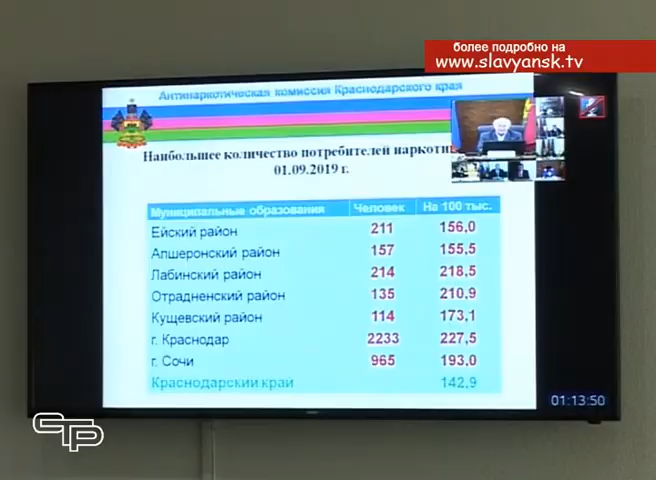 более подробно на
www.slavyansk.tv
Антинаркотическая комиссия Краснодарского края
Наибольшее количество потребителей
01.09.2019 г.
Муниципальные образования Человек На 100 тыс.
Ейский район 211 156,0
Апшеронский район 157 155,5
Лабинский район 214 218,5
Отрадненский район 135 210,9
Кущевский район 114 173,1
г. Краснодар 2233 227,5
г. Сочи 965 193,0
Краснодарский край 142,9
01:13:50
СТР